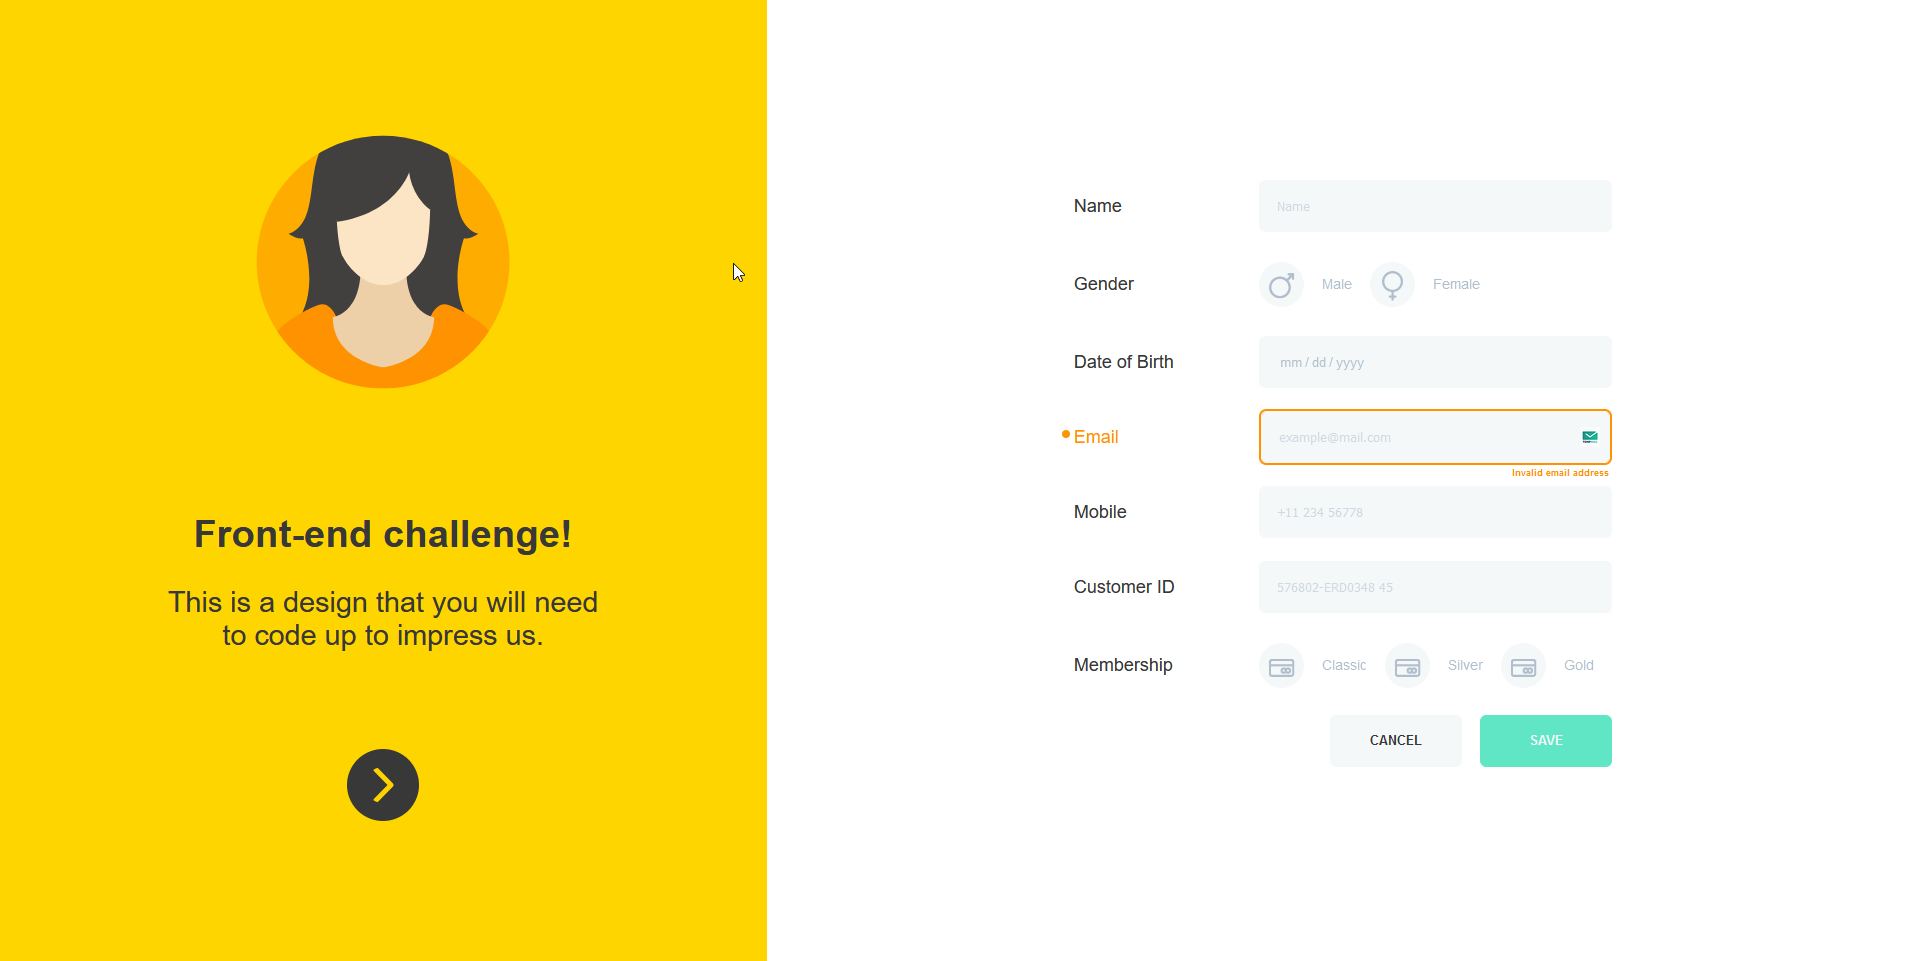 Front-end challenge!
This is a design that you will need
to code up to impress us.
Name
Name
Gender
Male
Female
Date of Birth
mm / dd / yyyy
Email
example@mail.com
Invalid email address
Mobile
+11 234 56778
Customer ID
576802-ERD0348 45
Membership
Classic
Silver
Gold
CANCEL
SAVE